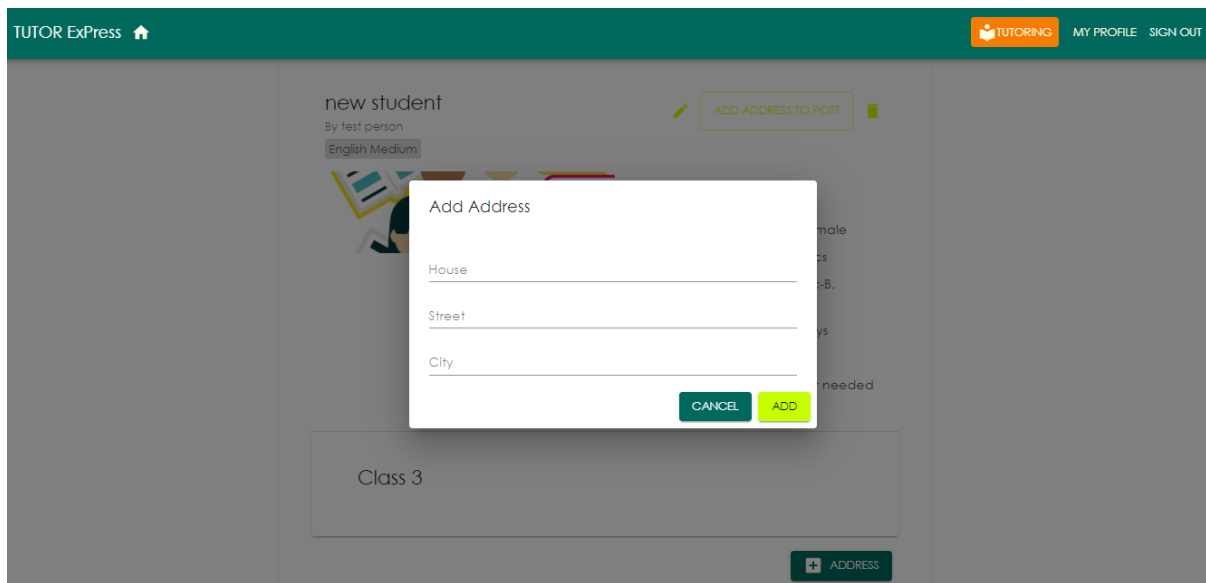 TUTOR ExPress
TUTORING
MY PROFILE
SIGN OUT
new student
ADD ADDRESS TO POST
By test person
English Medium
Add Address
House
Street
City
CANCEL
ADD
needed
Class 3
ADDRESS